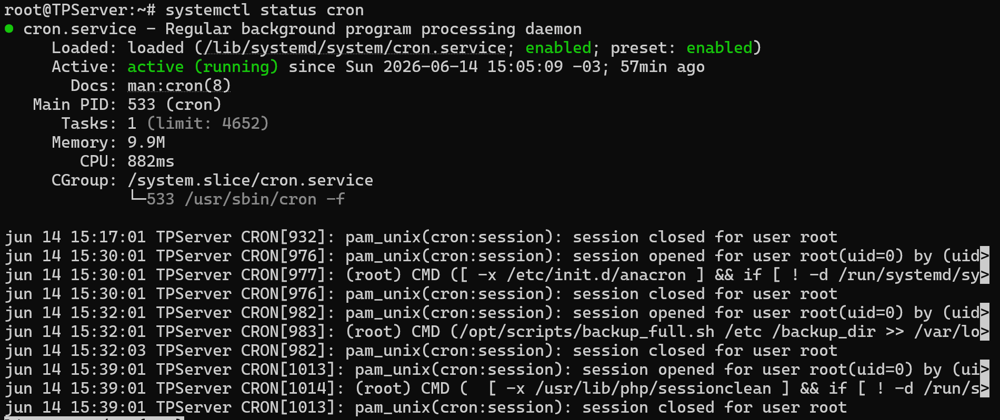 root@TPServer:~# systemctl status cron
● cron.service - Regular background program processing daemon
Loaded: loaded (/lib/systemd/system/cron.service; enabled; preset: enabled)
Active: active (running) since Sun 2026-06-14 15:05:09 -03; 57min ago
Docs: man:cron(8)
Main PID: 533 (cron)
Tasks: 1 (limit: 4652)
Memory: 9.9M
CPU: 882ms
CGroup: /system.slice/cron.service
└─533 /usr/sbin/cron -f
jun 14 15:17:01 TPServer CRON[932]: pam_unix(cron:session): session closed for user root
jun 14 15:30:01 TPServer CRON[976]: pam_unix(cron:session): session opened for user root(uid=0) by (uid>
jun 14 15:30:01 TPServer CRON[977]: (root) CMD ([ -x /etc/init.d/anacron ] && if [ ! -d /run/systemd/sy>
jun 14 15:30:01 TPServer CRON[976]: pam_unix(cron:session): session closed for user root
jun 14 15:32:01 TPServer CRON[982]: pam_unix(cron:session): session opened for user root(uid=0) by (uid>
jun 14 15:32:01 TPServer CRON[983]: (root) CMD (/opt/scripts/backup_full.sh /etc /backup_dir >> /var/lo>
jun 14 15:32:03 TPServer CRON[982]: pam_unix(cron:session): session closed for user root
jun 14 15:39:01 TPServer CRON[1013]: pam_unix(cron:session): session opened for user root(uid=0) by (ui>
jun 14 15:39:01 TPServer CRON[1014]: (root) CMD (  [ -x /usr/lib/php/sessionclean ] && if [ ! -d /run/s>
jun 14 15:39:01 TPServer CRON[1013]: pam_unix(cron:session): session closed for user root